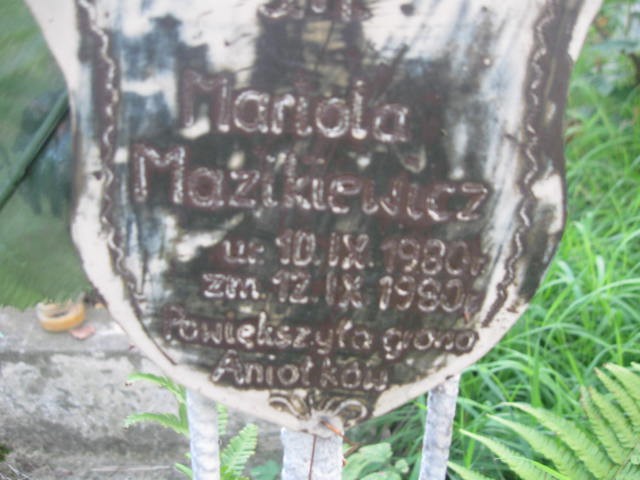 Mariola
Mazikiewicz
ur. 10.IX.1980r.
zm. 12.IX.1980r.
Powiększyła grono
Aniołków